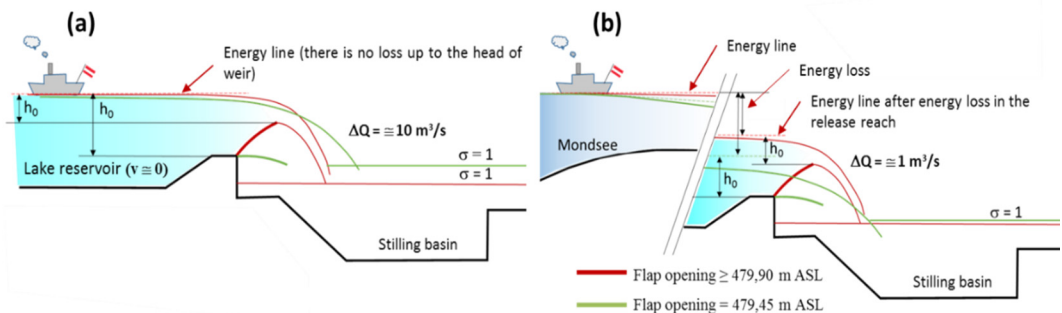 (a)
Energy line (there is no loss up to the head of
weir)
h₀
h₀
ΔQ = ≅10 m³/s
Lake reservoir (v ≅ 0)
σ = 1
σ = 1
Stilling basin
(b)
Energy line
Energy loss
Energy line after energy loss in the
release reach
Mondsee
h₀
ΔQ = ≅1 m³/s
h₀
σ = 1
Stilling basin
Flap opening ≥ 479,90 m ASL
Flap opening = 479,45 m ASL